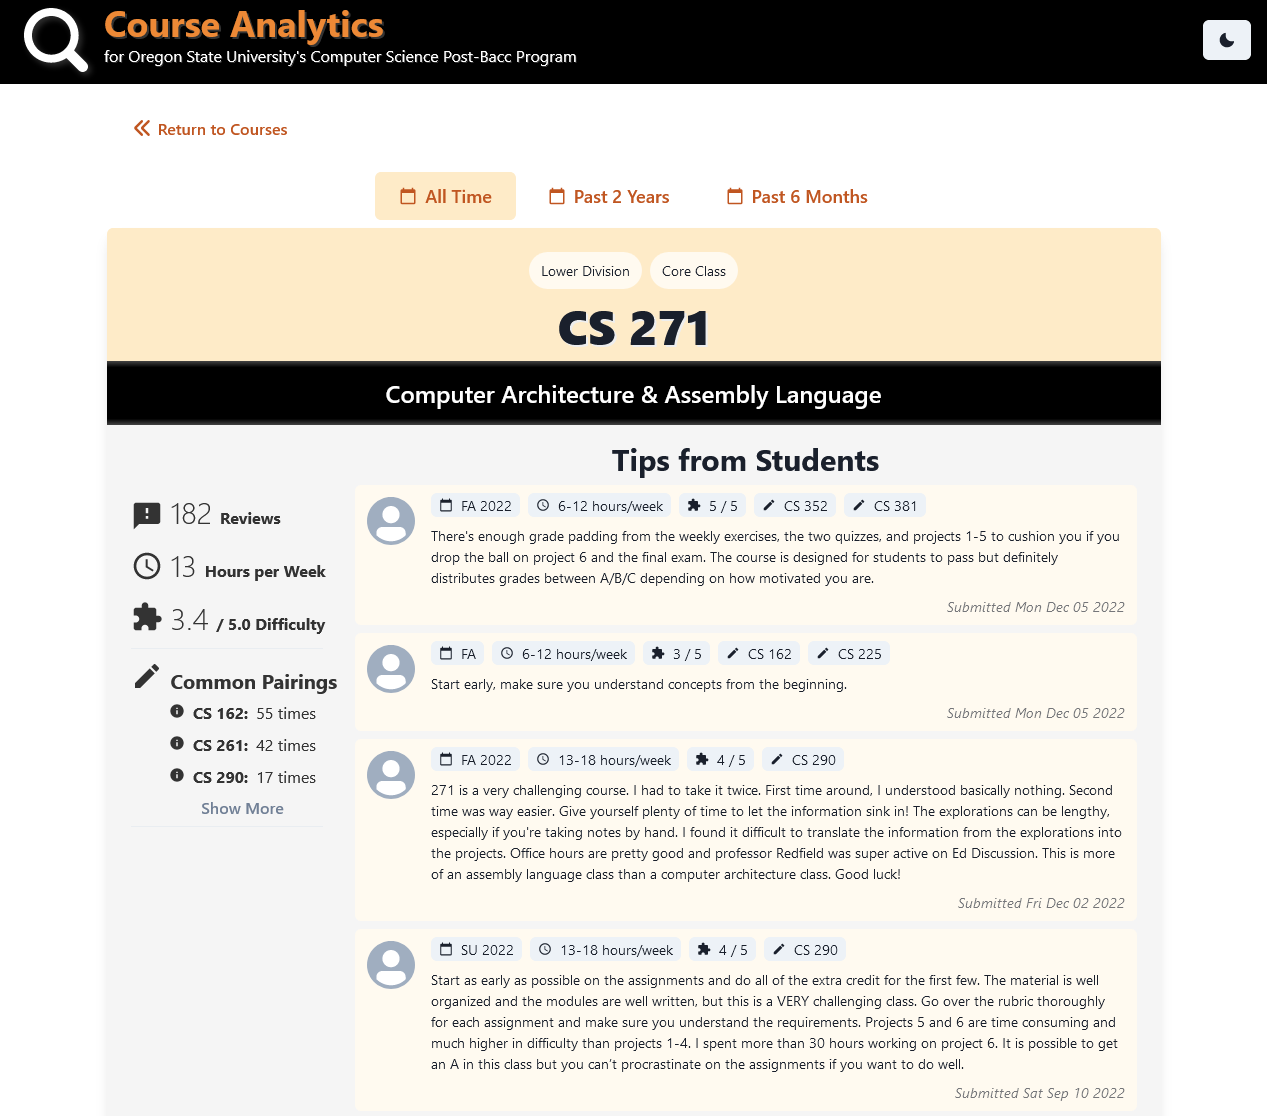 Course Analytics
for Oregon State University's Computer Science Post-Bacc Program
Return to Courses
All Time
Past 2 Years
Past 6 Months
Lower Division
Core Class
CS 271
Computer Architecture & Assembly Language
182 Reviews
13 Hours per Week
3.4 / 5.0 Difficulty
Common Pairings
CS 162: 55 times
CS 261: 42 times
CS 290: 17 times
Show More
Tips from Students
FA 2022 6-12 hours/week 5 / 5 CS 352 CS 381
There's enough grade padding from the weekly exercises, the two quizzes, and projects 1-5 to cushion you if you
drop the ball on project 6 and the final exam. The course is designed for students to pass but definitely
distributes grades between A/B/C depending on how motivated you are.
Submitted Mon Dec 05 2022
FA 6-12 hours/week 3 / 5 CS 162 CS 225
Start early, make sure you understand concepts from the beginning.
Submitted Mon Dec 05 2022
FA 2022 13-18 hours/week 4 / 5 CS 290
271 is a very challenging course. I had to take it twice. First time around, I understood basically nothing. Second
time was way easier. Give yourself plenty of time to let the information sink in! The explorations can be lengthy,
especially if you're taking notes by hand. I found it difficult to translate the information from the explorations into
the projects. Office hours are pretty good and professor Redfield was super active on Ed Discussion. This is more
of an assembly language class than a computer architecture class. Good luck!
Submitted Fri Dec 02 2022
SU 2022 13-18 hours/week 4 / 5 CS 290
Start as early as possible on the assignments and do all of the extra credit for the first few. The material is well
organized and the modules are well written, but this is a VERY challenging class. Go over the rubric thoroughly
for each assignment and make sure you understand the requirements. Projects 5 and 6 are time consuming and
much higher in difficulty than projects 1-4. I spent more than 30 hours working on project 6. It is possible to get
an A in this class but you can't procrastinate on the assignments if you want to do well.
Submitted Sat Sep 10 2022